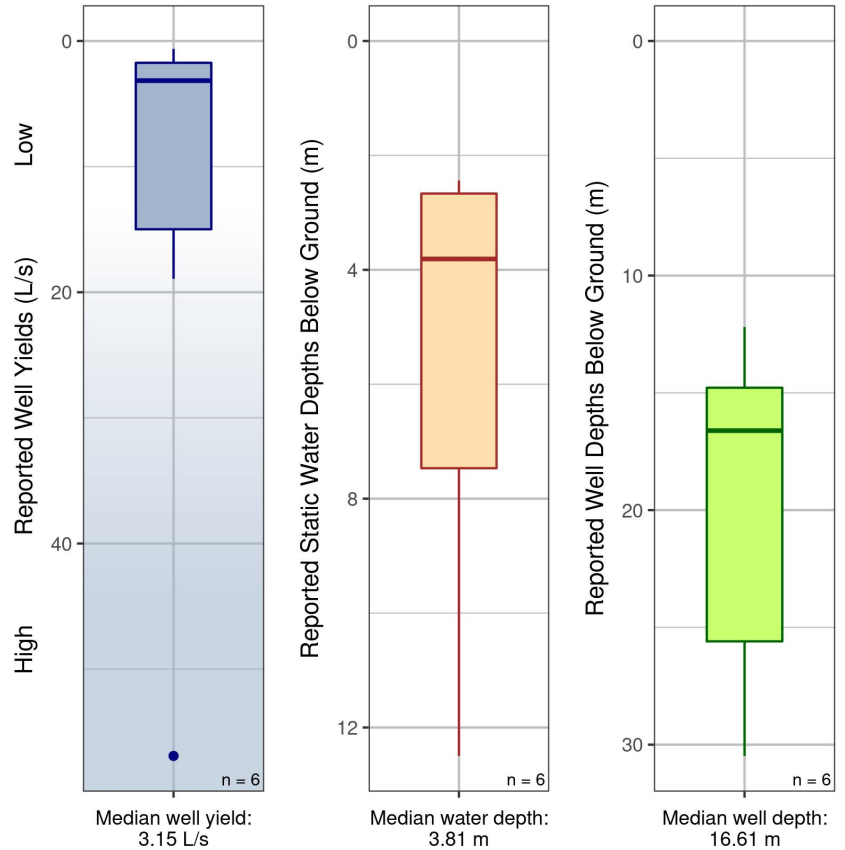 Reported Well Yields (L/s)
Low
High
0
20
40
n = 6
Median well yield:
3.15 L/s
Reported Static Water Depths Below Ground (m)
0
4
8
12
n = 6
Median water depth:
3.81 m
Reported Well Depths Below Ground (m)
0
10
20
30
n = 6
Median well depth:
16.61 m